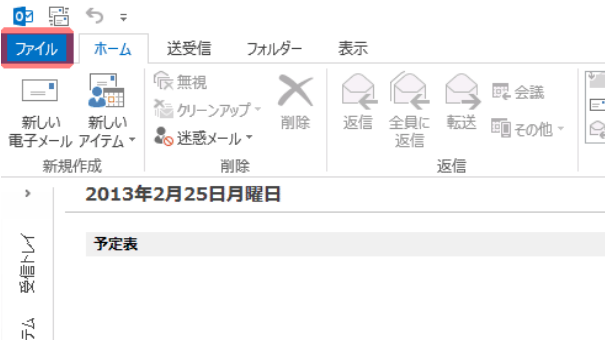 ファイル ホーム 送受信 フォルダー 表示
新しい
電子メール
新しい
アイテム
新規作成
無視
クリーンアップ
迷惑メール
削除
削除
返信
全員に
返信
転送
会議
その他
返信
2013年2月25日月曜日
予定表
受信トレイ
テム